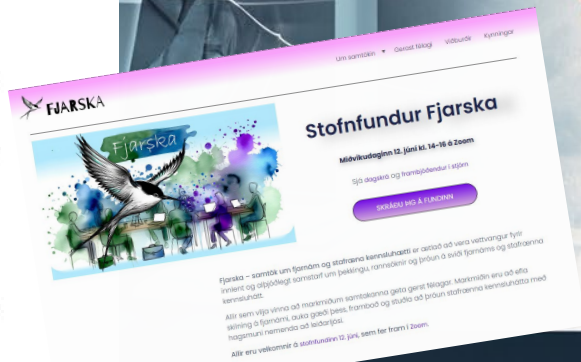 FJARSKA
Um samtökin ▼ Gerast félagi Viðburðir Kynningar
Fjarska
Stofnfundur Fjarska
Miðvikudaginn 12. júní kl. 14-16 á Zoom
Sjá dagskrá og frambjóðendur í stjórn
SKRÁÐU ÞIG Á FUNDINN
Fjarska – samtök um fjarnám og stafræna kennsluhætti er ætlað að vera vettvangur fyrir
innlent og alþjóðlegt samstarf um þekkingu, rannsóknir og þróun á sviði fjarnáms og stafræna
kennsluhátt.
Allir sem vilja vinna að markmiðum samtakanna geta gerst félagar. Markmiðin eru að efla
skilning á fjarnámi, auka gæði þess, framboð og stuðla að þróun stafræna kennsluhátta með
hagsmuni nemenda að leiðarljósi.
Allir eru velkomnir á stofnfundinn 12. júní, sem fer fram í Zoom.